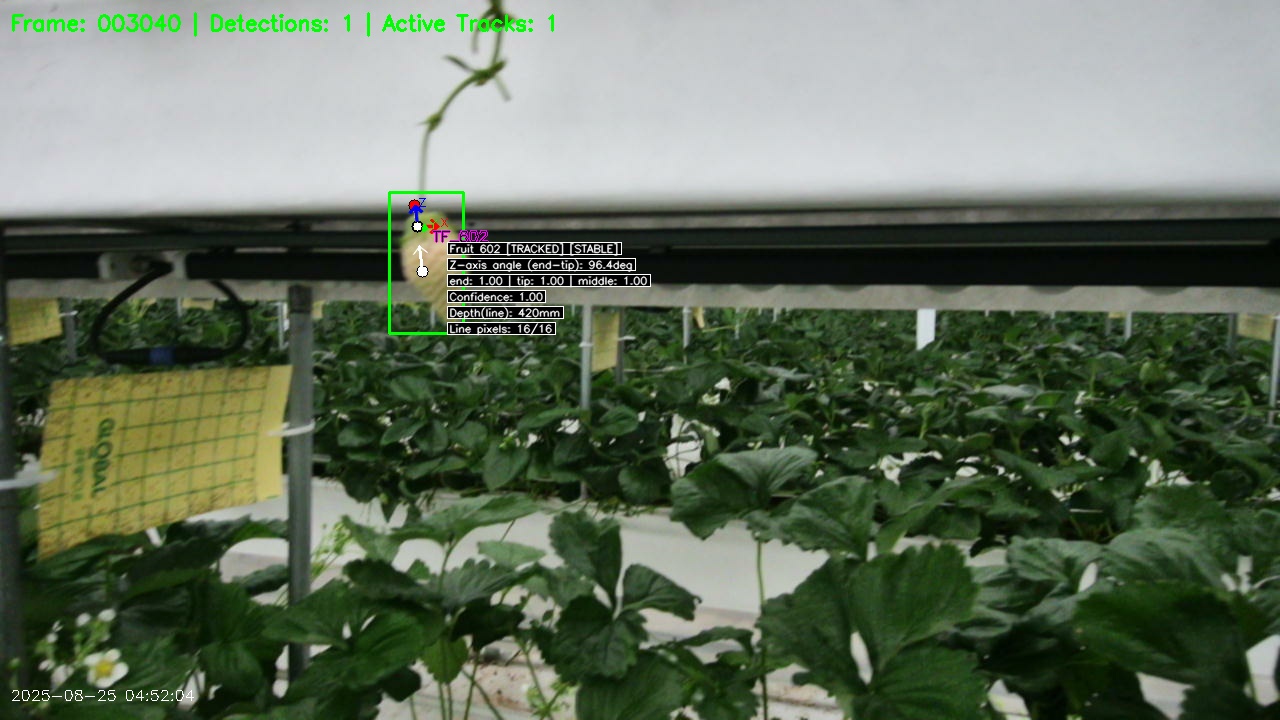 Frame: 003040 | Detections: 1 | Active Tracks: 1
Z
X
TF_602
Fruit 602 [TRACKED] [STABLE]
Z-axis angle (end-tip): 96.4deg
end: 1.00 | tip: 1.00 | middle: 1.00
Confidence: 1.00
Depth(line): 420mm
Line pixels: 16/16
GLOBAL
2025-08-25 04:52:04